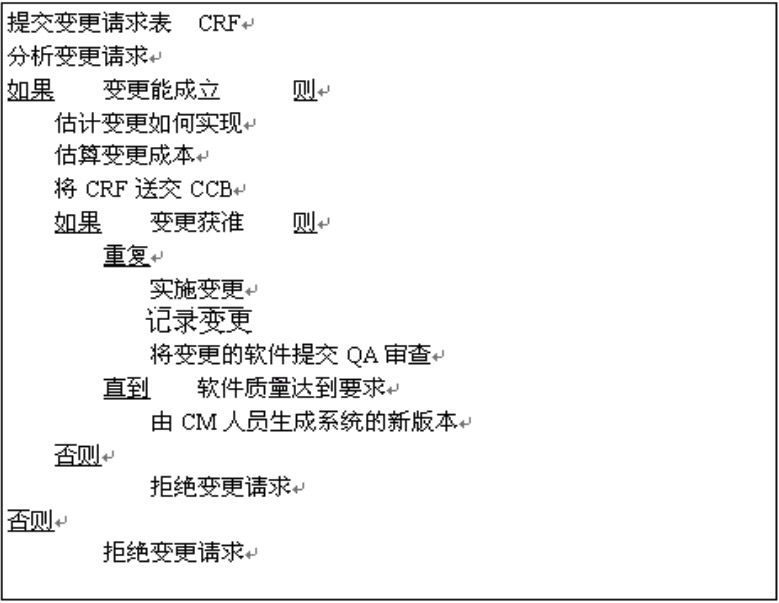 提交变更请求表 CRF↵
分析变更请求↵
如果 变更能成立 则↵
估计变更如何实现↵
估算变更成本↵
将 CRF 送交 CCB↵
如果 变更获准 则↵
重复↵
实施变更↵
记录变更
将变更的软件提交 QA 审查↵
直到 软件质量达到要求↵
由 CM 人员生成系统的新版本↵
否则↵
拒绝变更请求↵
否则↵
拒绝变更请求↵